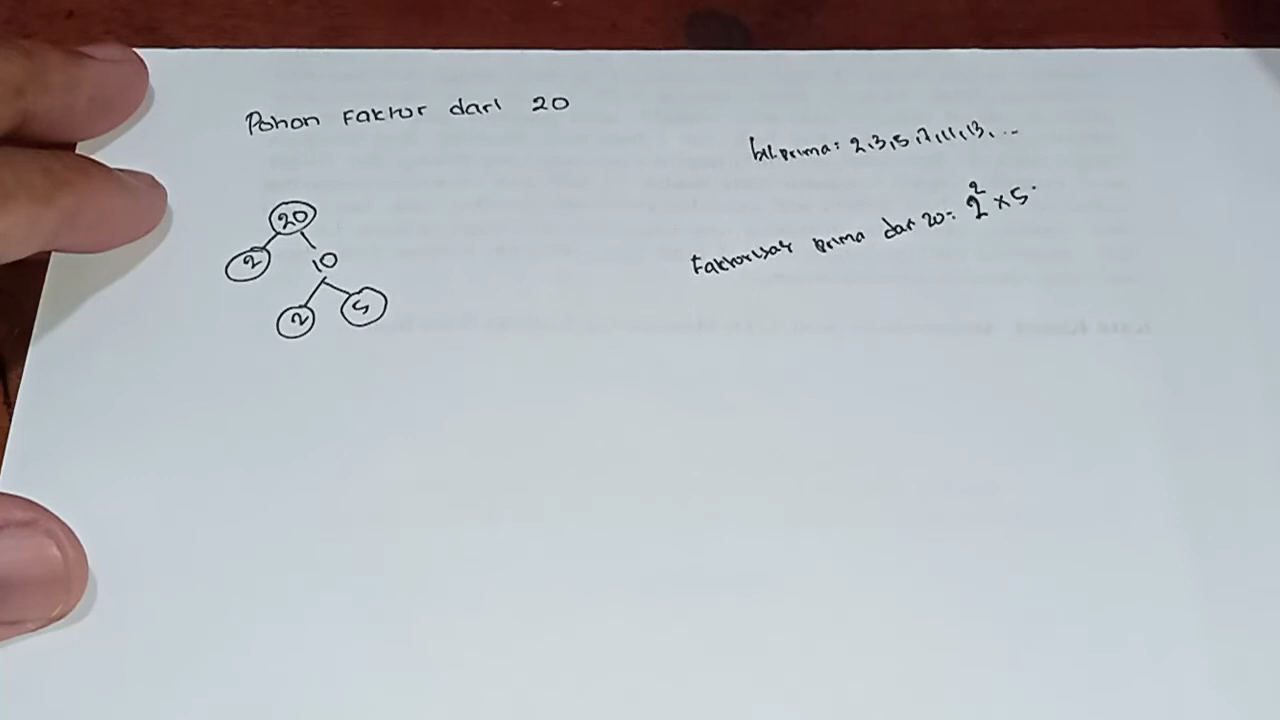 Pohon Faktor dari 20
bil.prima: 2,3,5,7,11,13, ...
Faktorisasi prima dari 20 = 2² x 5.
20
2 10
2 5